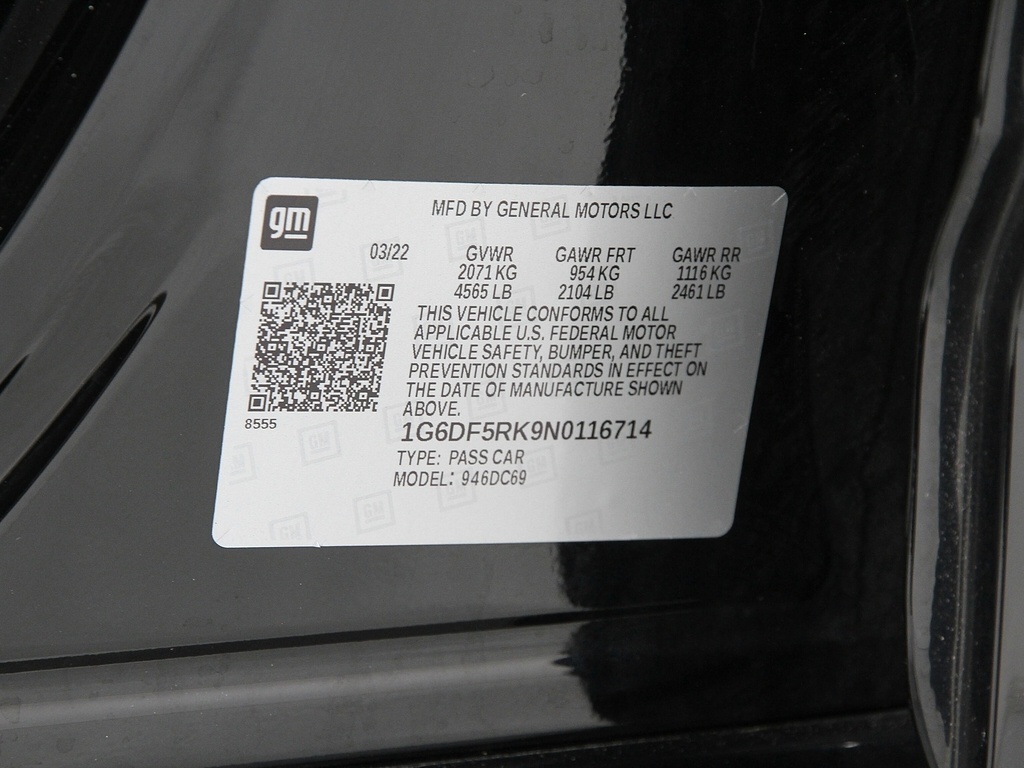 gm
MFD BY GENERAL MOTORS LLC
03/22 GVWR GAWR FRT GAWR RR
2071 KG 954 KG 1116 KG
4565 LB 2104 LB 2461 LB
THIS VEHICLE CONFORMS TO ALL
APPLICABLE U.S. FEDERAL MOTOR
VEHICLE SAFETY, BUMPER, AND THEFT
PREVENTION STANDARDS IN EFFECT ON
THE DATE OF MANUFACTURE SHOWN
ABOVE.
8555
1G6DF5RK9N0116714
TYPE: PASS CAR
MODEL: 946DC69